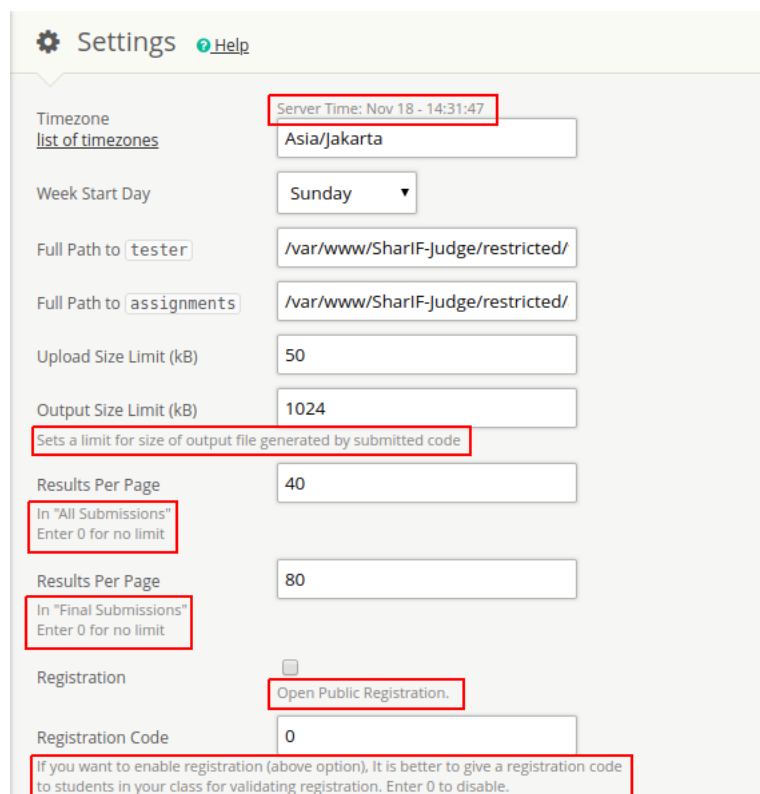 Settings Help
Server Time: Nov 18 - 14:31:47
Timezone
list of timezones
Asia/Jakarta
Week Start Day
Sunday
Full Path to tester
/var/www/SharIF-Judge/restricted/
Full Path to assignments
/var/www/SharIF-Judge/restricted/
Upload Size Limit (kB)
50
Output Size Limit (kB)
1024
Sets a limit for size of output file generated by submitted code
Results Per Page
40
In "All Submissions"
Enter 0 for no limit
Results Per Page
80
In "Final Submissions"
Enter 0 for no limit
Registration
Open Public Registration.
Registration Code
0
If you want to enable registration (above option), It is better to give a registration code
to students in your class for validating registration. Enter 0 to disable.